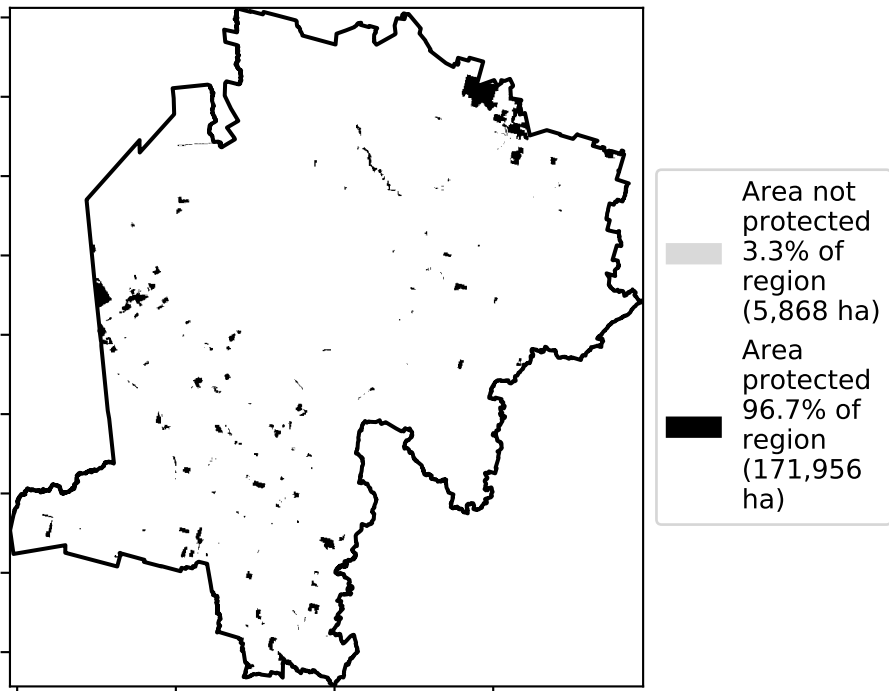 Area not
protected
3.3% of
region
(5,868 ha)
Area
protected
96.7% of
region
(171,956
ha)